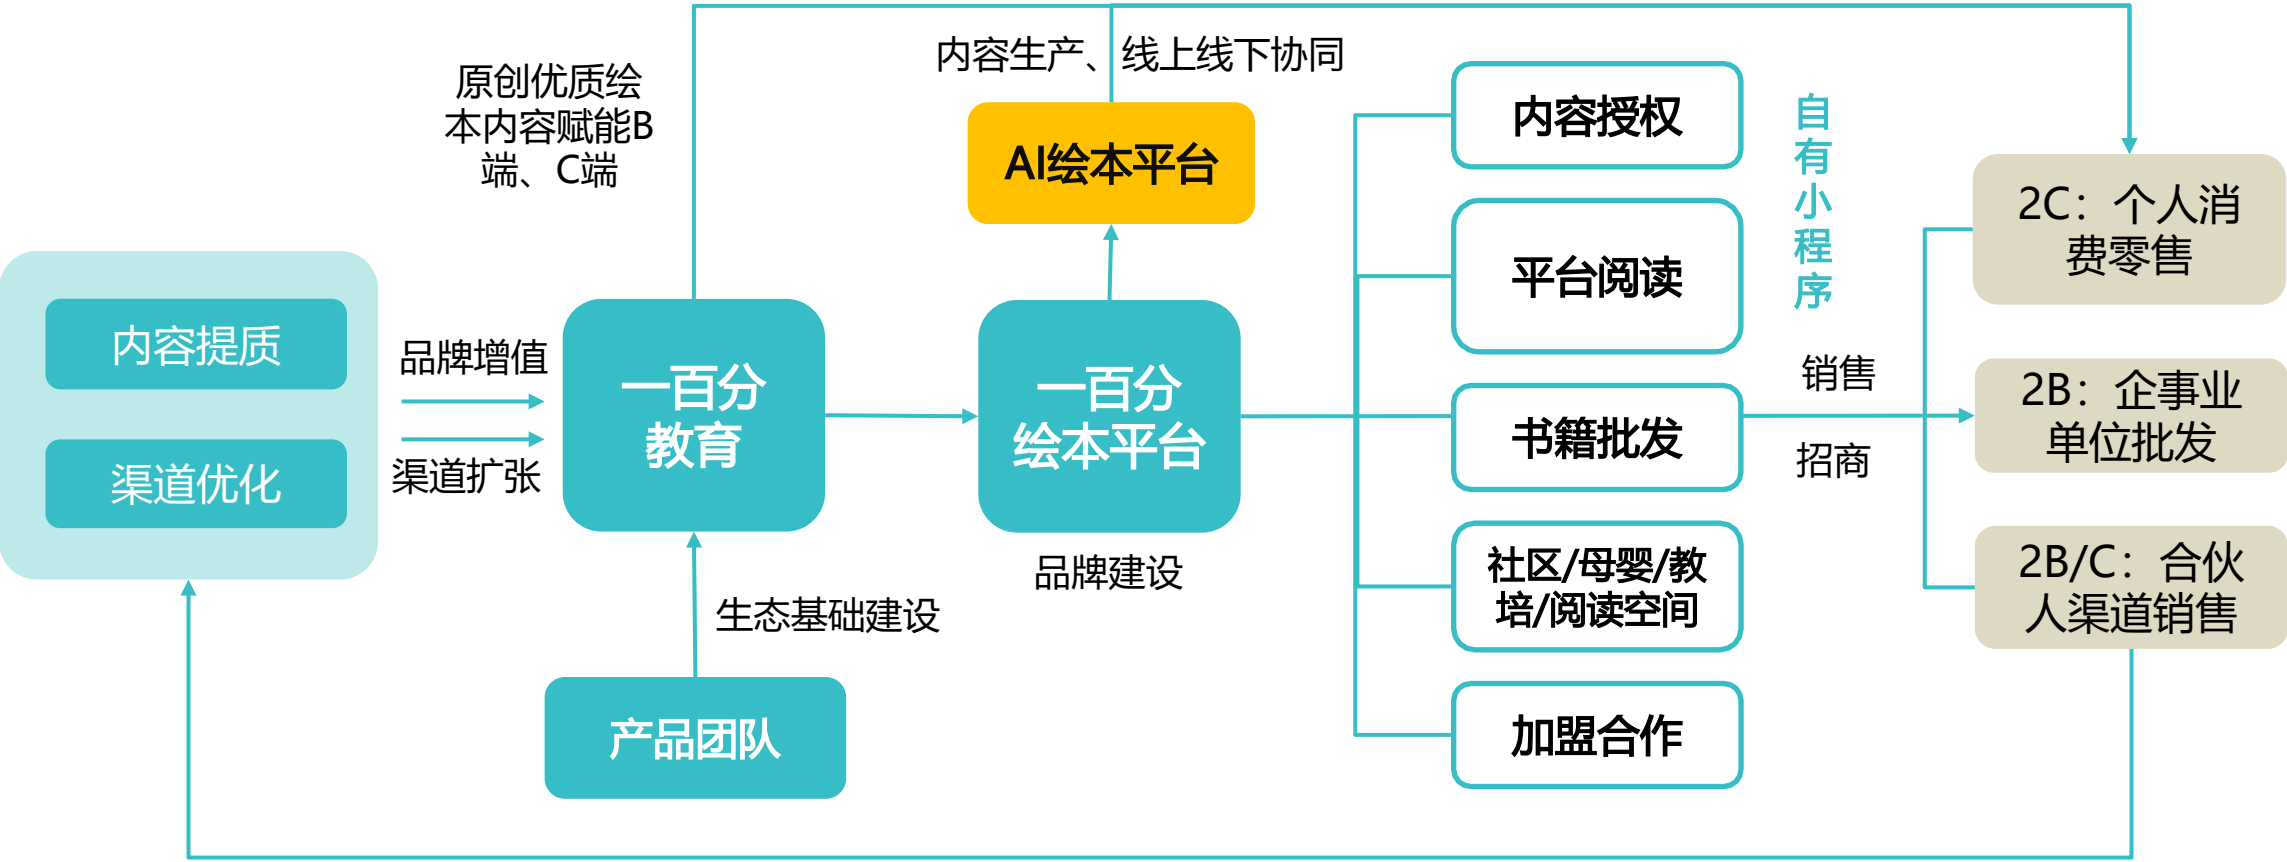 内容提质
渠道优化
品牌增值
渠道扩张
原创优质绘
本内容赋能B
端、C端
一百分
教育
生态基础建设
产品团队
内容生产、线上线下协同
AI绘本平台
一百分
绘本平台
品牌建设
内容授权
平台阅读
书籍批发
社区/母婴/教
培/阅读空间
加盟合作
自
有
小
程
序
销售
招商
2C：个人消
费零售
2B：企事业
单位批发
2B/C：合伙
人渠道销售